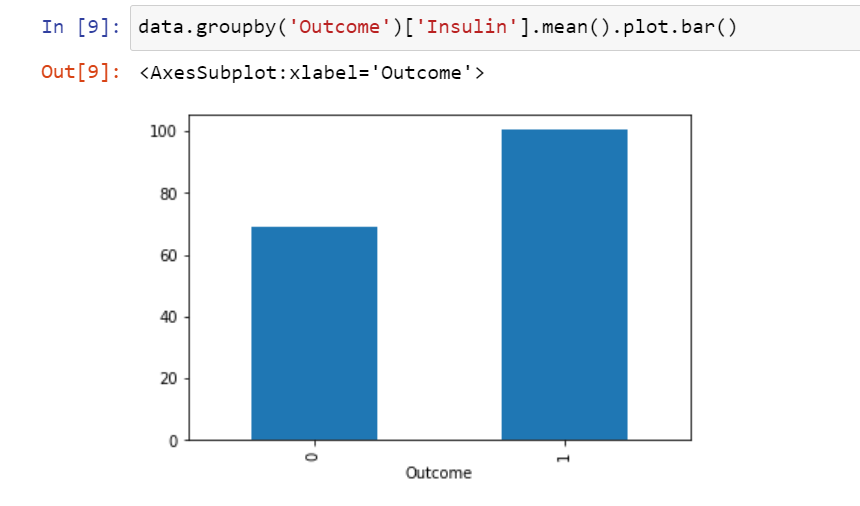 In [9]: data.groupby('Outcome')['Insulin'].mean().plot.bar()
Out[9]: <AxesSubplot:xlabel='Outcome'>
100
80
60
40
20
0
0 1
Outcome